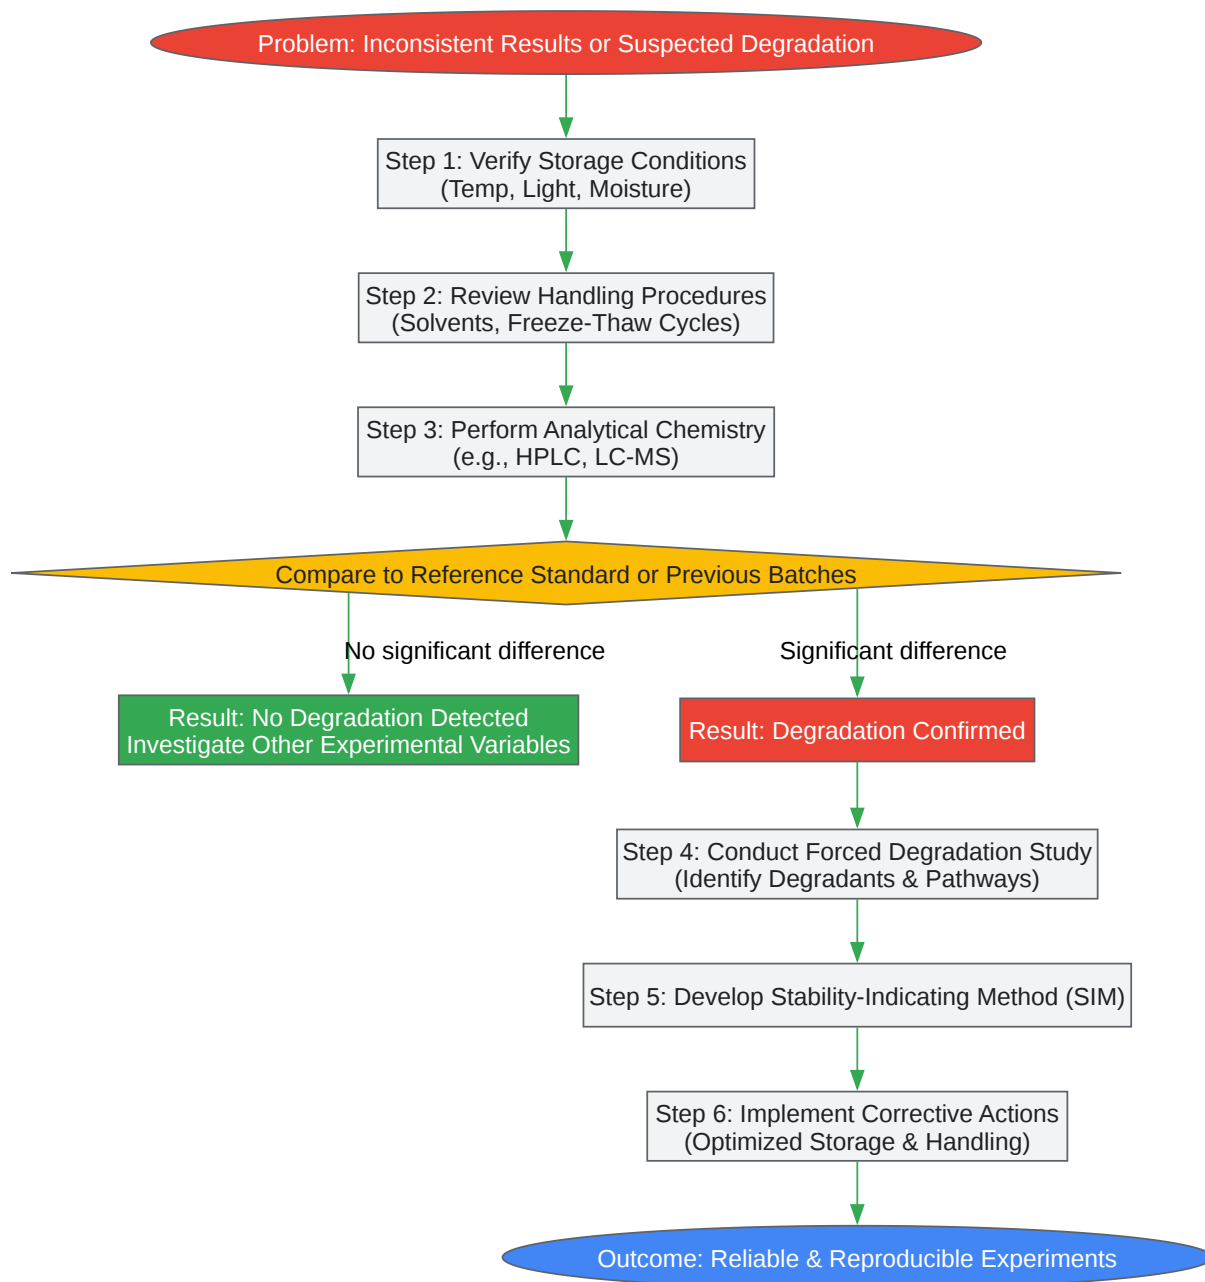 Problem: Inconsistent Results or Suspected Degradation
Step 1: Verify Storage Conditions
(Temp, Light, Moisture)
Step 2: Review Handling Procedures
(Solvents, Freeze-Thaw Cycles)
Step 3: Perform Analytical Chemistry
(e.g., HPLC, LC-MS)
Compare to Reference Standard or Previous Batches
No significant difference
Significant difference
Result: No Degradation Detected
Investigate Other Experimental Variables
Result: Degradation Confirmed
Step 4: Conduct Forced Degradation Study
(Identify Degradants & Pathways)
Step 5: Develop Stability-Indicating Method (SIM)
Step 6: Implement Corrective Actions
(Optimized Storage & Handling)
Outcome: Reliable & Reproducible Experiments